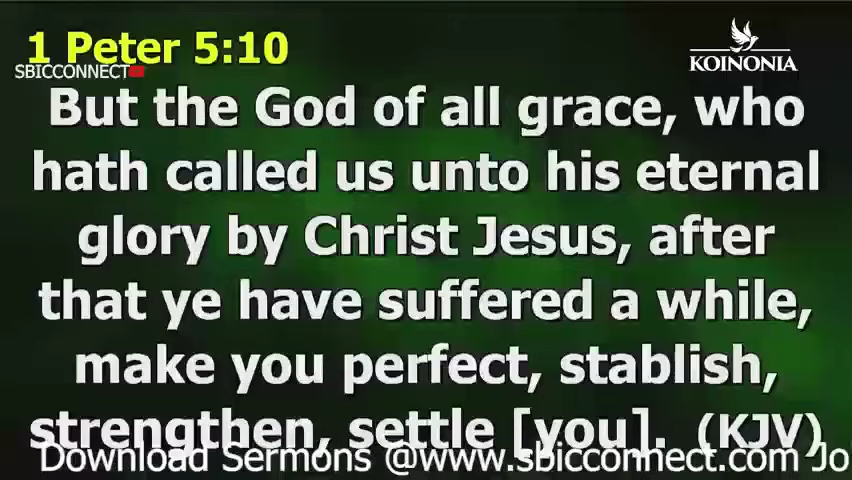 1 Peter 5:10
KOINONIA
SBICCONNECT
But the God of all grace, who
hath called us unto his eternal
glory by Christ Jesus, after
that ye have suffered a while,
make you perfect, stablish,
strengthen, settle [you]. (KJV)
Download Sermons @www.sbicconnect.com Jo